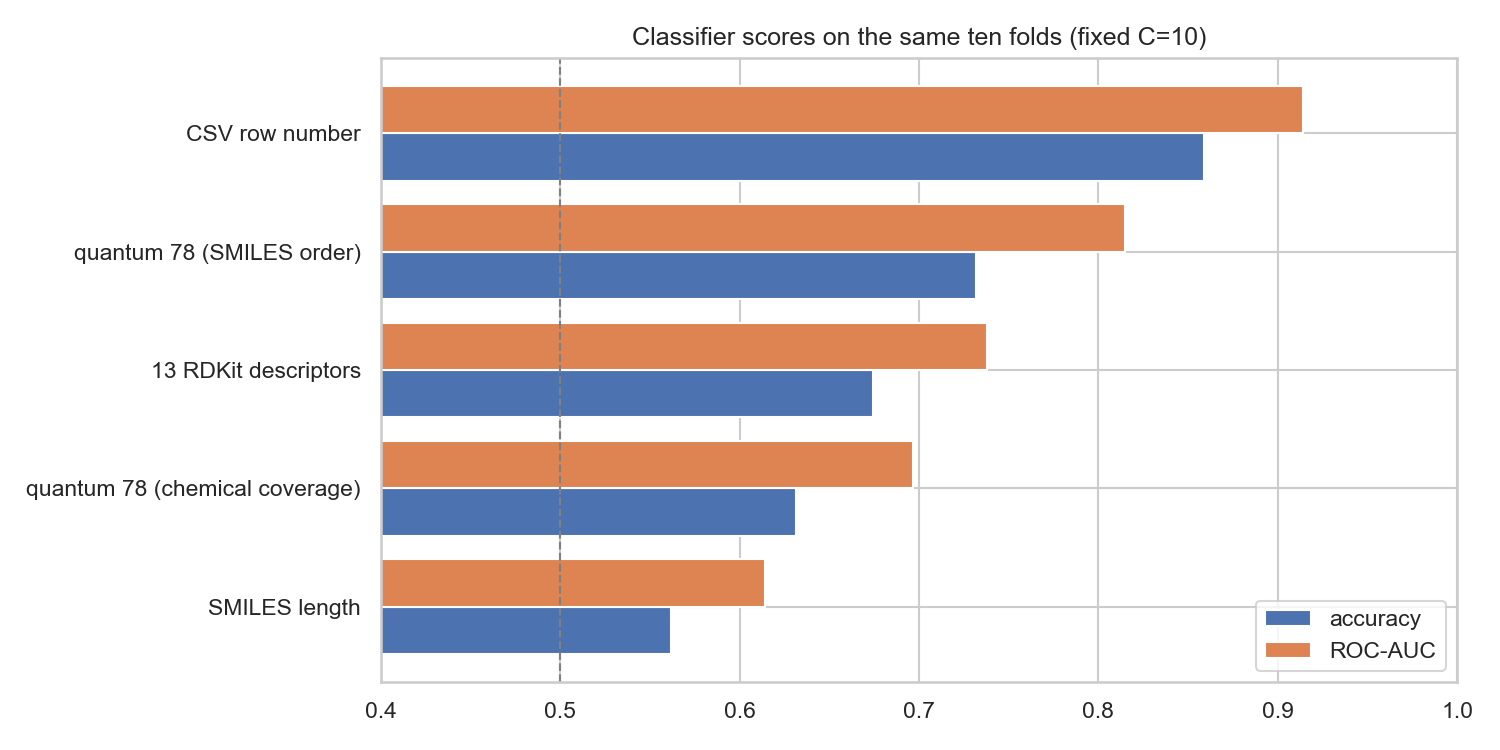 Classifier scores on the same ten folds (fixed C=10)
CSV row number
quantum 78 (SMILES order)
13 RDKit descriptors
quantum 78 (chemical coverage)
SMILES length
accuracy
ROC-AUC
0.4 0.5 0.6 0.7 0.8 0.9 1.0